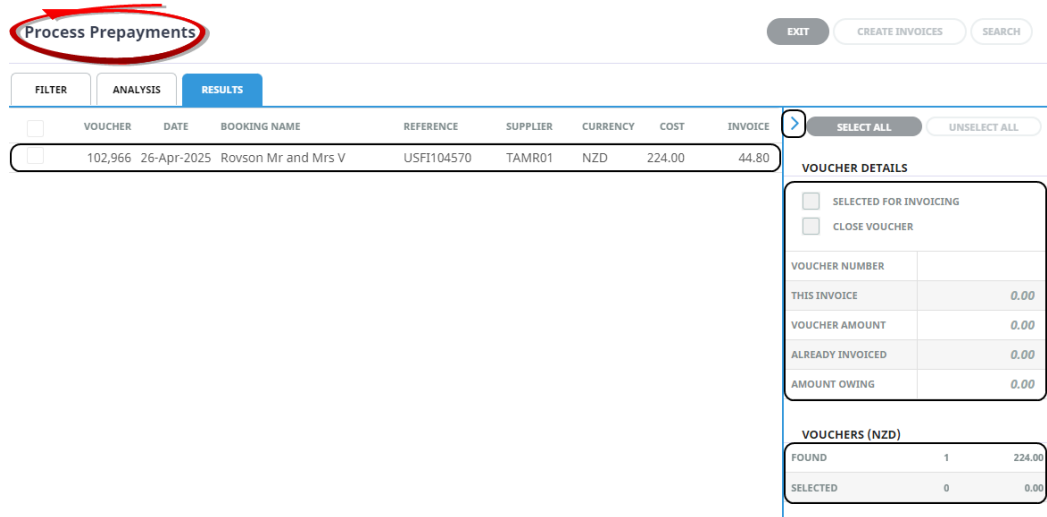 Process Prepayments
EXIT CREATE INVOICES SEARCH
FILTER ANALYSIS RESULTS
VOUCHER DATE BOOKING NAME REFERENCE SUPPLIER CURRENCY COST INVOICE
102,966 26-Apr-2025 Rovson Mr and Mrs V USFI104570 TAMR01 NZD 224.00 44.80
SELECT ALL UNSELECT ALL
VOUCHER DETAILS
SELECTED FOR INVOICING
CLOSE VOUCHER
VOUCHER NUMBER
THIS INVOICE 0.00
VOUCHER AMOUNT 0.00
ALREADY INVOICED 0.00
AMOUNT OWING 0.00
VOUCHERS (NZD)
FOUND 1 224.00
SELECTED 0 0.00